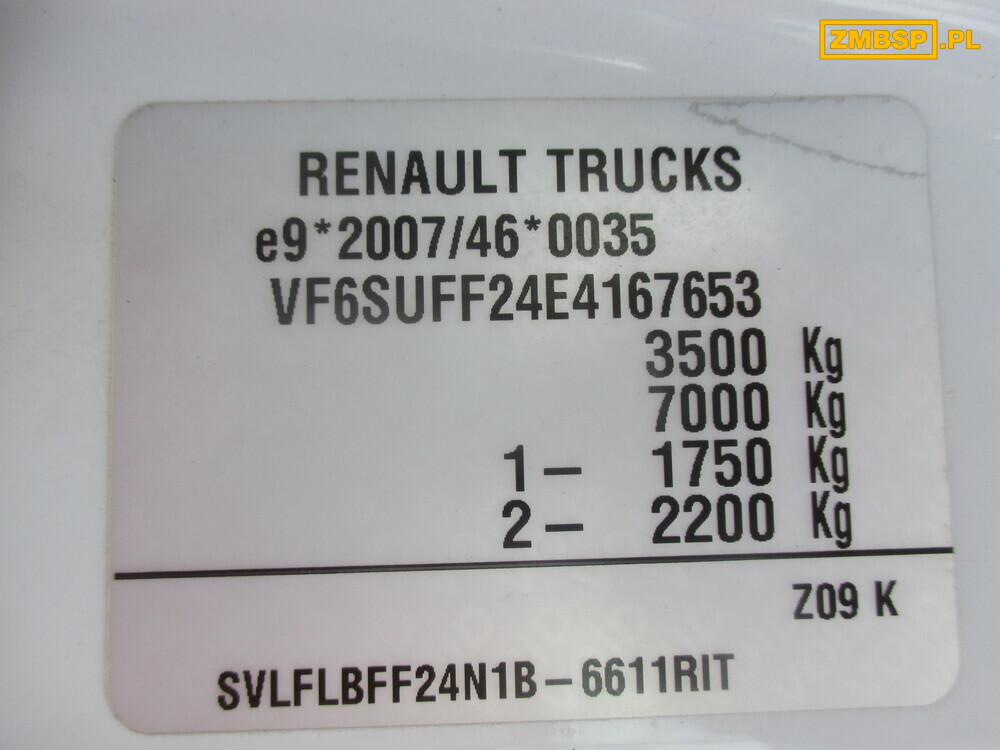 ZMBSP.PL
RENAULT TRUCKS
e9*2007/46*0035
VF6SUFF24E4167653
3500 Kg
7000 Kg
1– 1750 Kg
2– 2200 Kg
Z09 K
SVLFLBFF24N1B–6611RIT